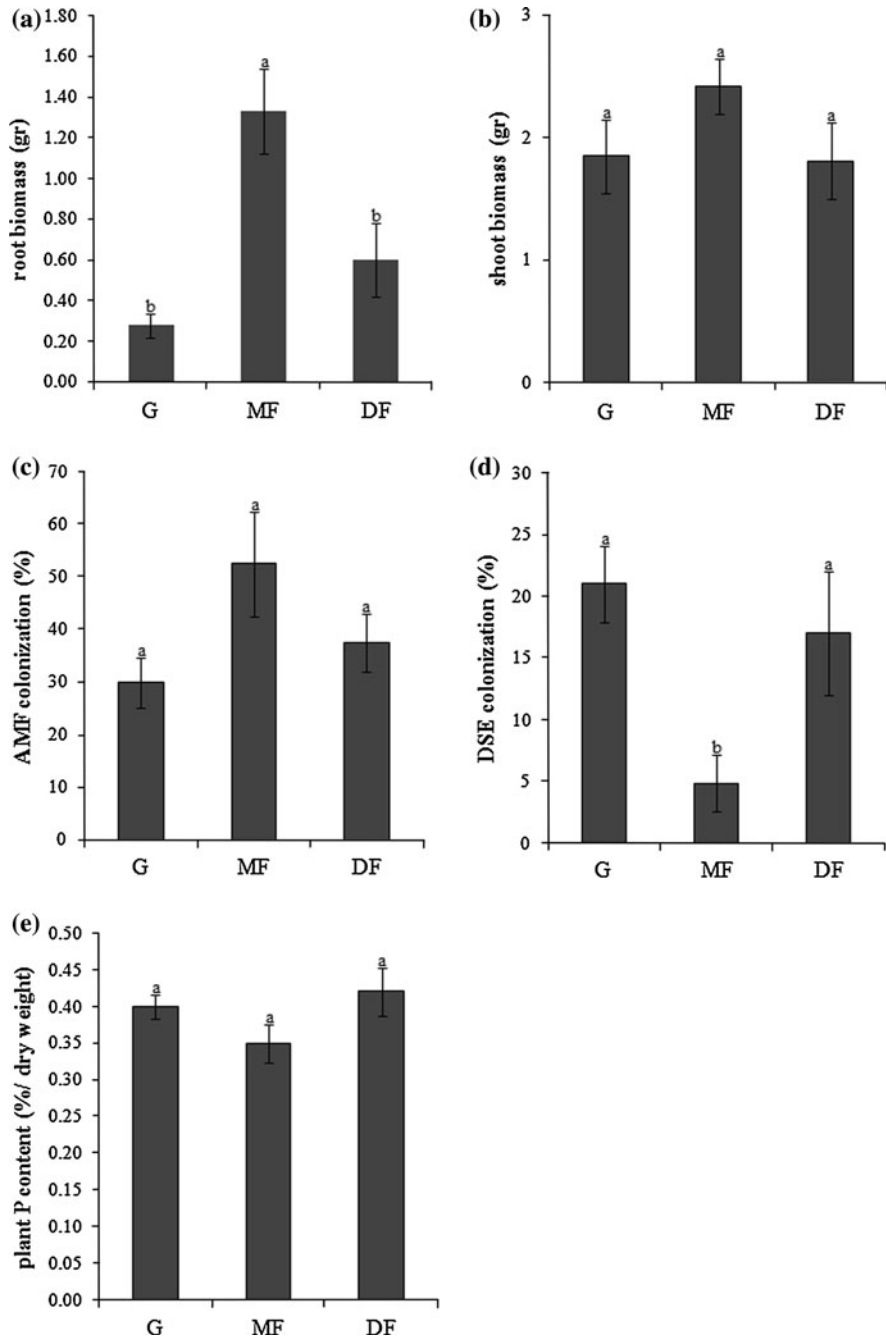 (a)
root biomass (gr)
1.80
1.60
1.40
1.20
1.00
0.80
0.60
0.40
0.20
0.00
b
a
b
G MF DF
(b)
shoot biomass (gr)
3
2
1
0
a
a
a
G MF DF
(c)
AMF colonization (%)
70
60
50
40
30
20
10
0
a
a
a
G MF DF
(d)
DSE colonization (%)
30
25
20
15
10
5
0
a
b
a
G MF DF
(e)
plant P content (%/ dry weight)
0.50
0.45
0.40
0.35
0.30
0.25
0.20
0.15
0.10
0.05
0.00
a
a
a
G MF DF